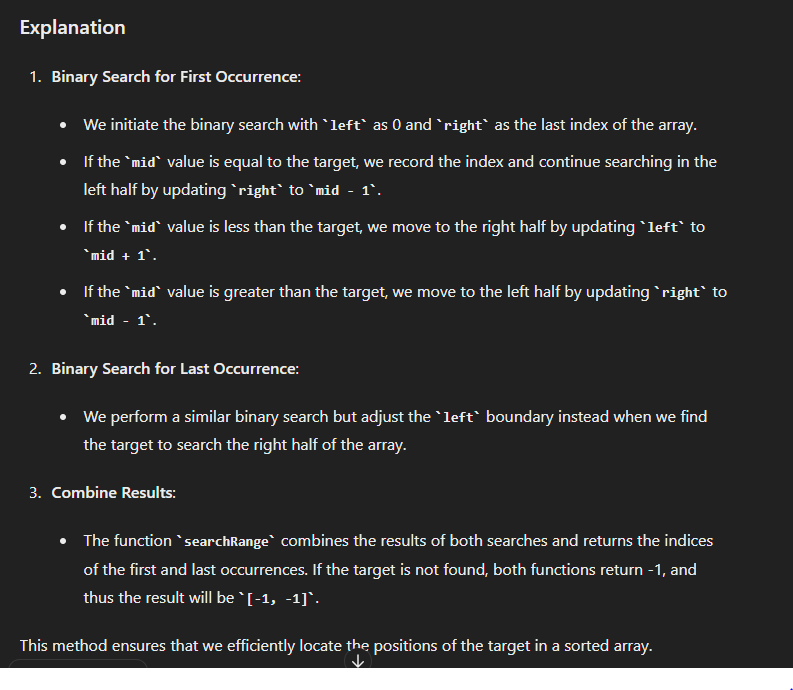 Explanation
1. Binary Search for First Occurrence:
• We initiate the binary search with `left` as 0 and `right` as the last index of the array.
• If the `mid` value is equal to the target, we record the index and continue searching in the
left half by updating `right` to `mid - 1`.
• If the `mid` value is less than the target, we move to the right half by updating `left` to
`mid + 1`.
• If the `mid` value is greater than the target, we move to the left half by updating `right` to
`mid - 1`.
2. Binary Search for Last Occurrence:
• We perform a similar binary search but adjust the `left` boundary instead when we find
the target to search the right half of the array.
3. Combine Results:
• The function `searchRange` combines the results of both searches and returns the indices
of the first and last occurrences. If the target is not found, both functions return -1, and
thus the result will be `[-1, -1]`.
This method ensures that we efficiently locate the positions of the target in a sorted array.